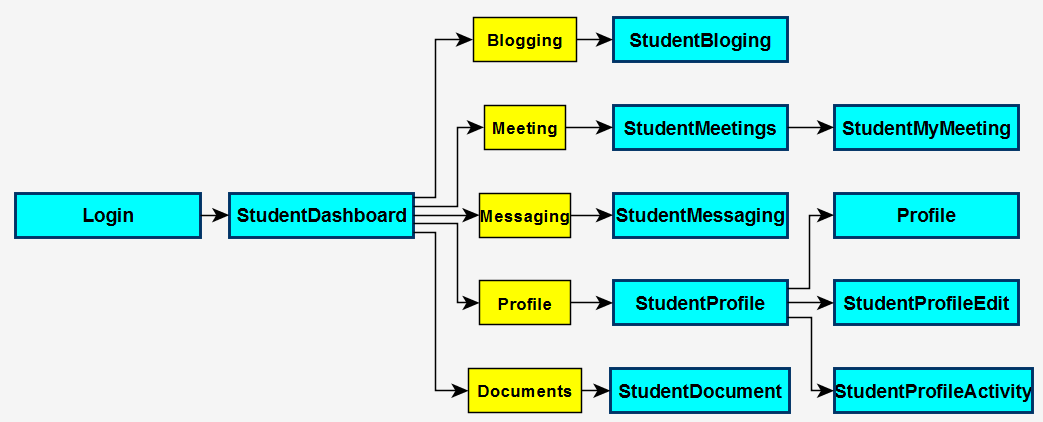 Blogging
StudentBloging
Meeting
StudentMeetings
StudentMyMeeting
Login
StudentDashboard
Messaging
StudentMessaging
Profile
Profile
StudentProfile
StudentProfileEdit
Documents
StudentDocument
StudentProfileActivity